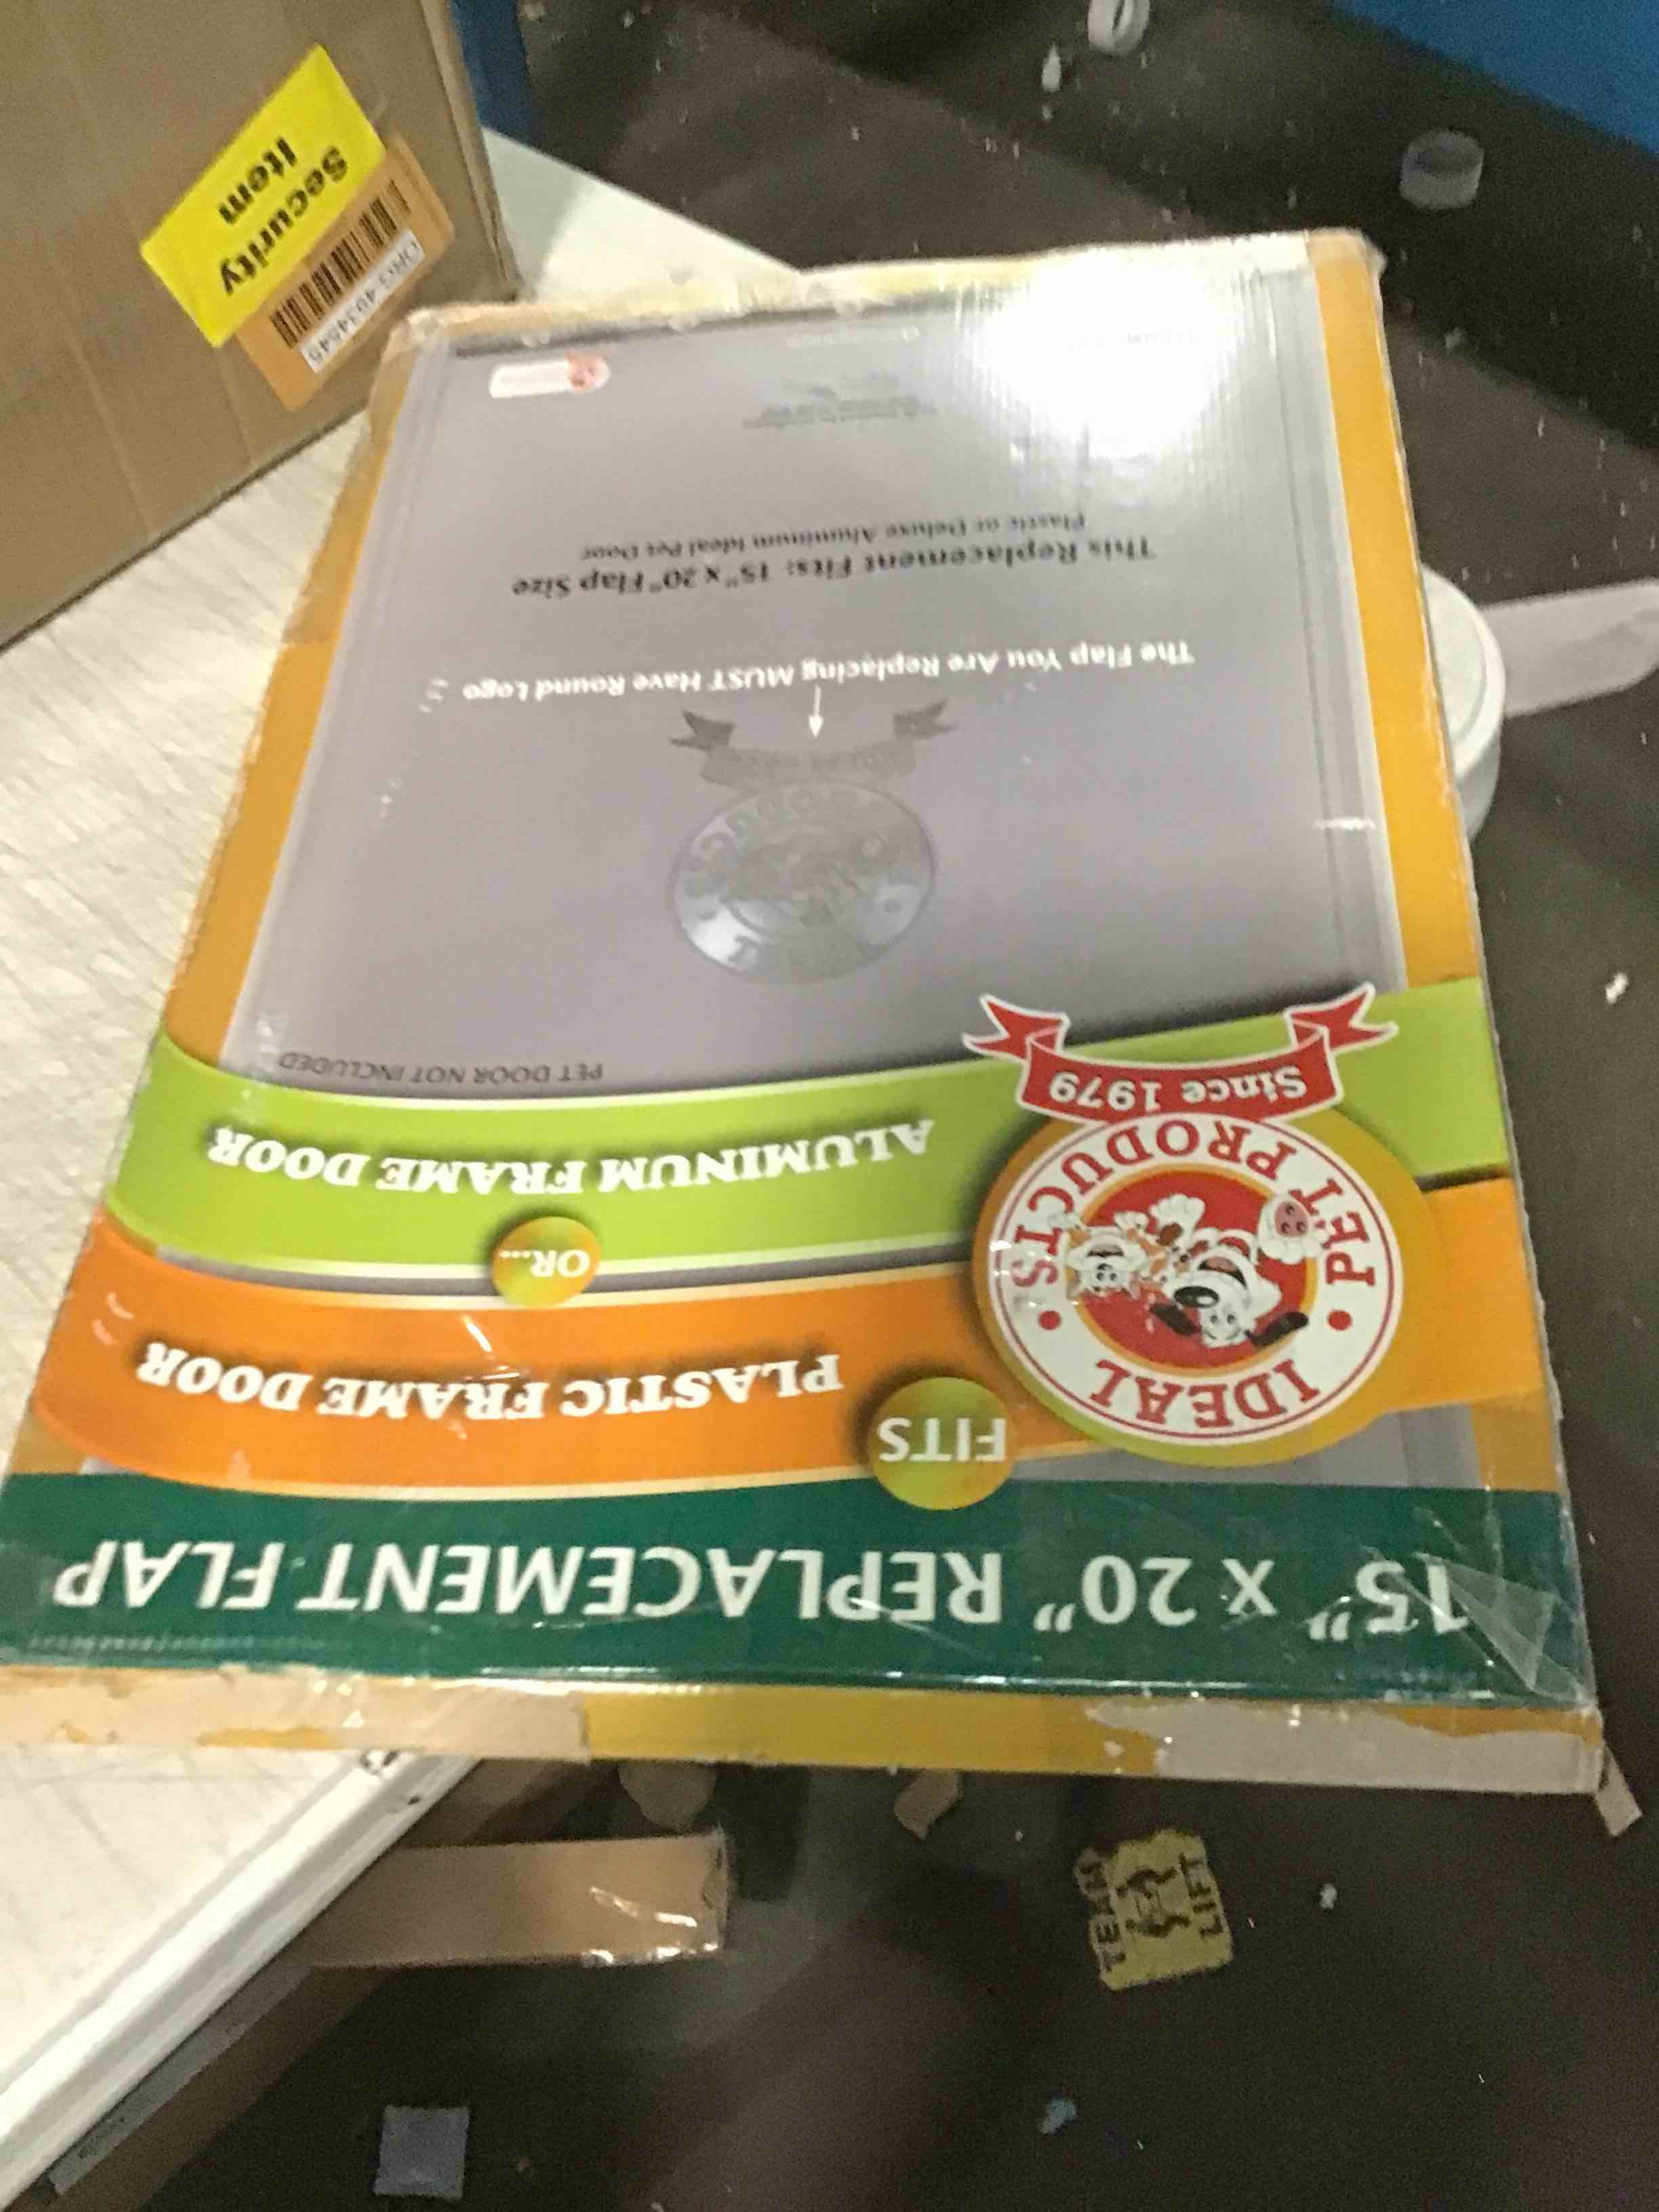 15" X 20" REPLACEMENT FLAP
FITS
PLASTIC FRAME DOOR
OR...
ALUMINUM FRAME DOOR
IDEAL
• PET PRODUCTS •
Since 1979
PET DOOR NOT INCLUDED
The Flap You Are Replacing MUST Have Round Logo
This Replacement Fits: 15" x 20" Flap Size
Plastic or Deluxe Aluminum Ideal Pet Door
Security
Item
TEAM
LIFT